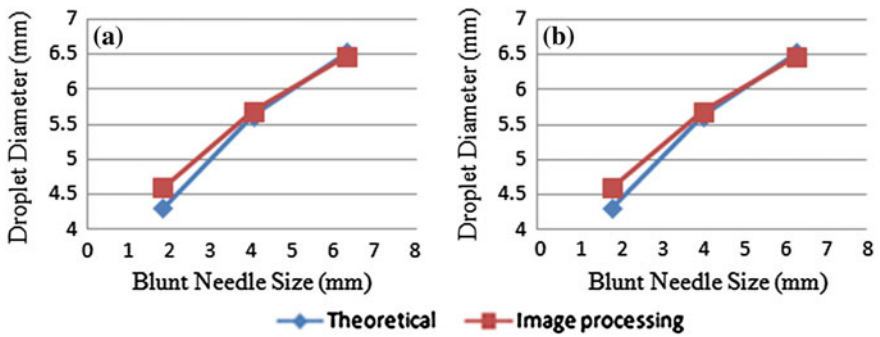 (a)
Droplet Diameter (mm)
7
6.5
6
5.5
5
4.5
4
0 1 2 3 4 5 6 7 8
Blunt Needle Size (mm)
(b)
Droplet Diameter (mm)
7
6.5
6
5.5
5
4.5
4
0 1 2 3 4 5 6 7 8
Blunt Needle Size (mm)
Theoretical
Image processing